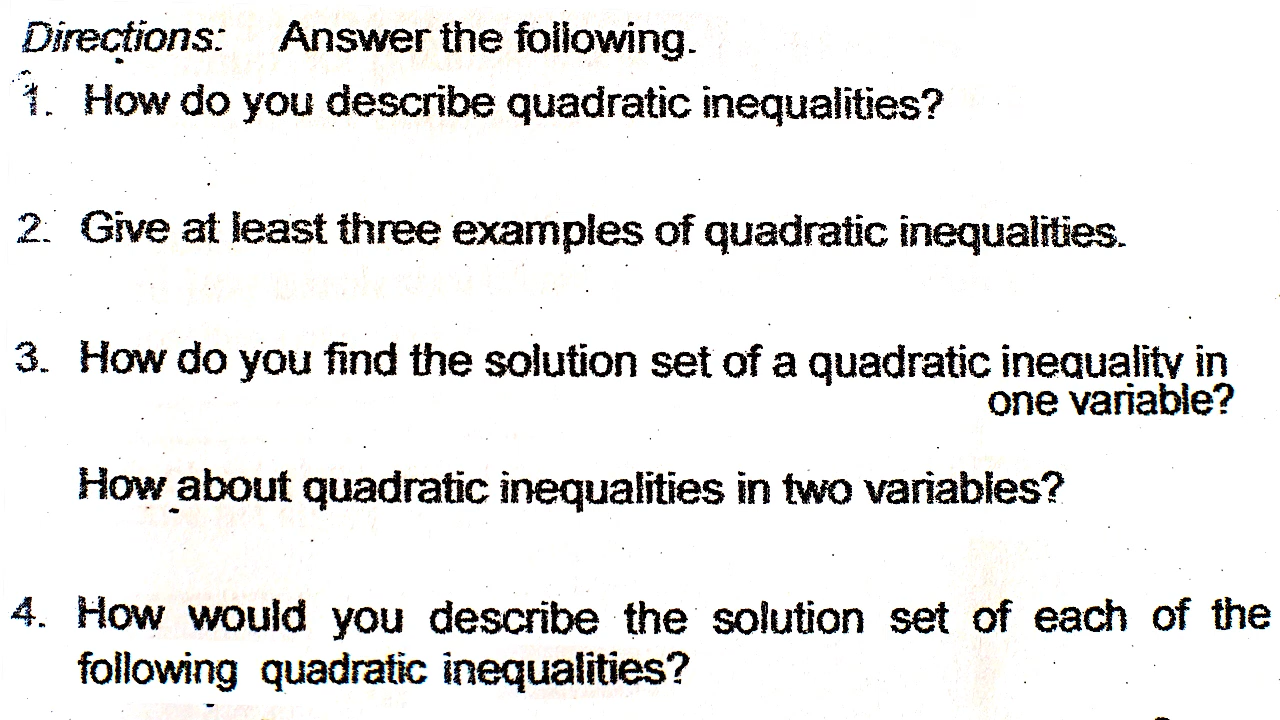 Directions: Answer the following.
1. How do you describe quadratic inequalities?
2. Give at least three examples of quadratic inequalities.
3. How do you find the solution set of a quadratic inequality in
one variable?
How about quadratic inequalities in two variables?
4. How would you describe the solution set of each of the
following quadratic inequalities?